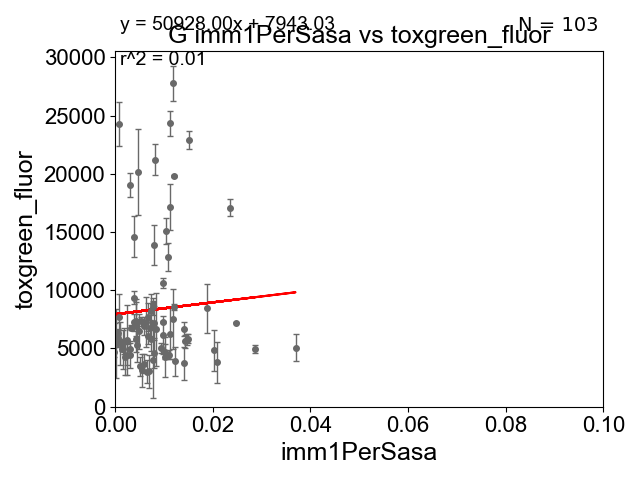 y = 50928.00x + 7943.03
N = 103
G imm1PerSasa vs toxgreen_fluor
r^2 = 0.01
30000
25000
20000
15000
10000
5000
0
toxgreen_fluor
0.00 0.02 0.04 0.06 0.08 0.10
imm1PerSasa